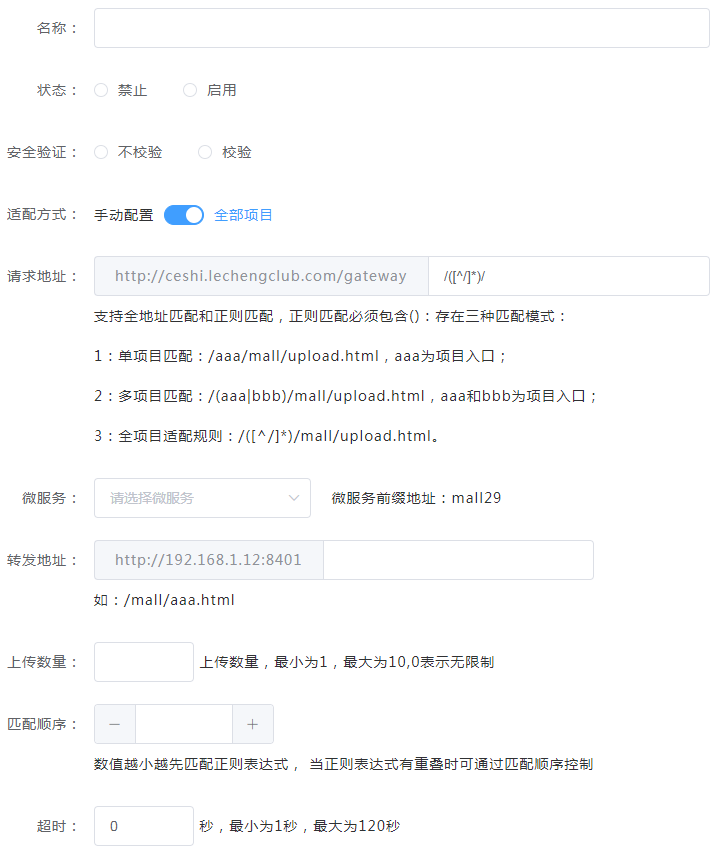 名称：
状态： 禁止 启用
安全验证： 不校验 校验
适配方式： 手动配置 全部项目
请求地址： http://ceshi.lechengclub.com/gateway /([^/]*)/
支持全地址匹配和正则匹配，正则匹配必须包含()：存在三种匹配模式：
1：单项目匹配：/aaa/mall/upload.html，aaa为项目入口；
2：多项目匹配：/(aaa|bbb)/mall/upload.html，aaa和bbb为项目入口；
3：全项目适配规则：/([^/]*)/mall/upload.html。
微服务： 请选择微服务 微服务前缀地址：mall29
转发地址： http://192.168.1.12:8401
如：/mall/aaa.html
上传数量： 上传数量，最小为1，最大为10,0表示无限制
匹配顺序： － ＋
数值越小越先匹配正则表达式， 当正则表达式有重叠时可通过匹配顺序控制
超时： 0 秒，最小为1秒，最大为120秒